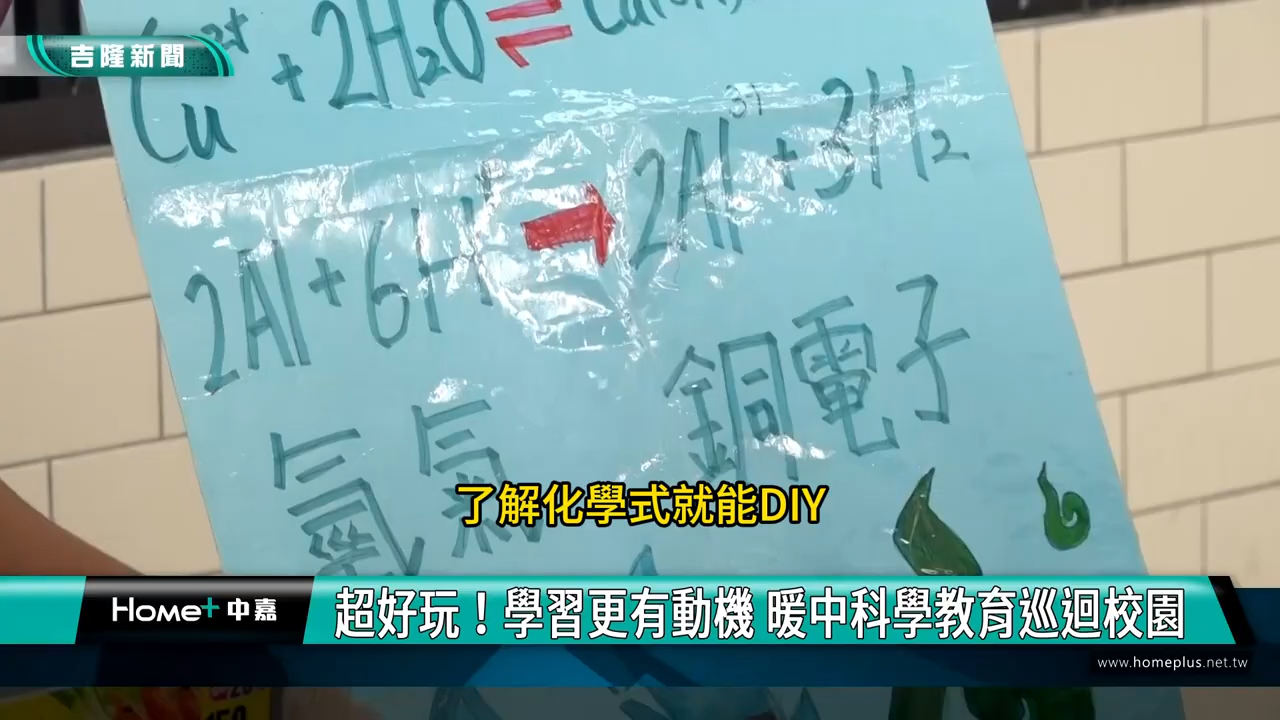 吉隆新聞
Cu²⁺ + 2H₂O ⇌
2Al + 6H⁺ → 2Al³⁺ + 3H₂
銅電子
氫氣
了解化學式就能DIY
Home+中嘉
超好玩！學習更有動機 暖中科學教育巡迴校園
www.homeplus.net.tw